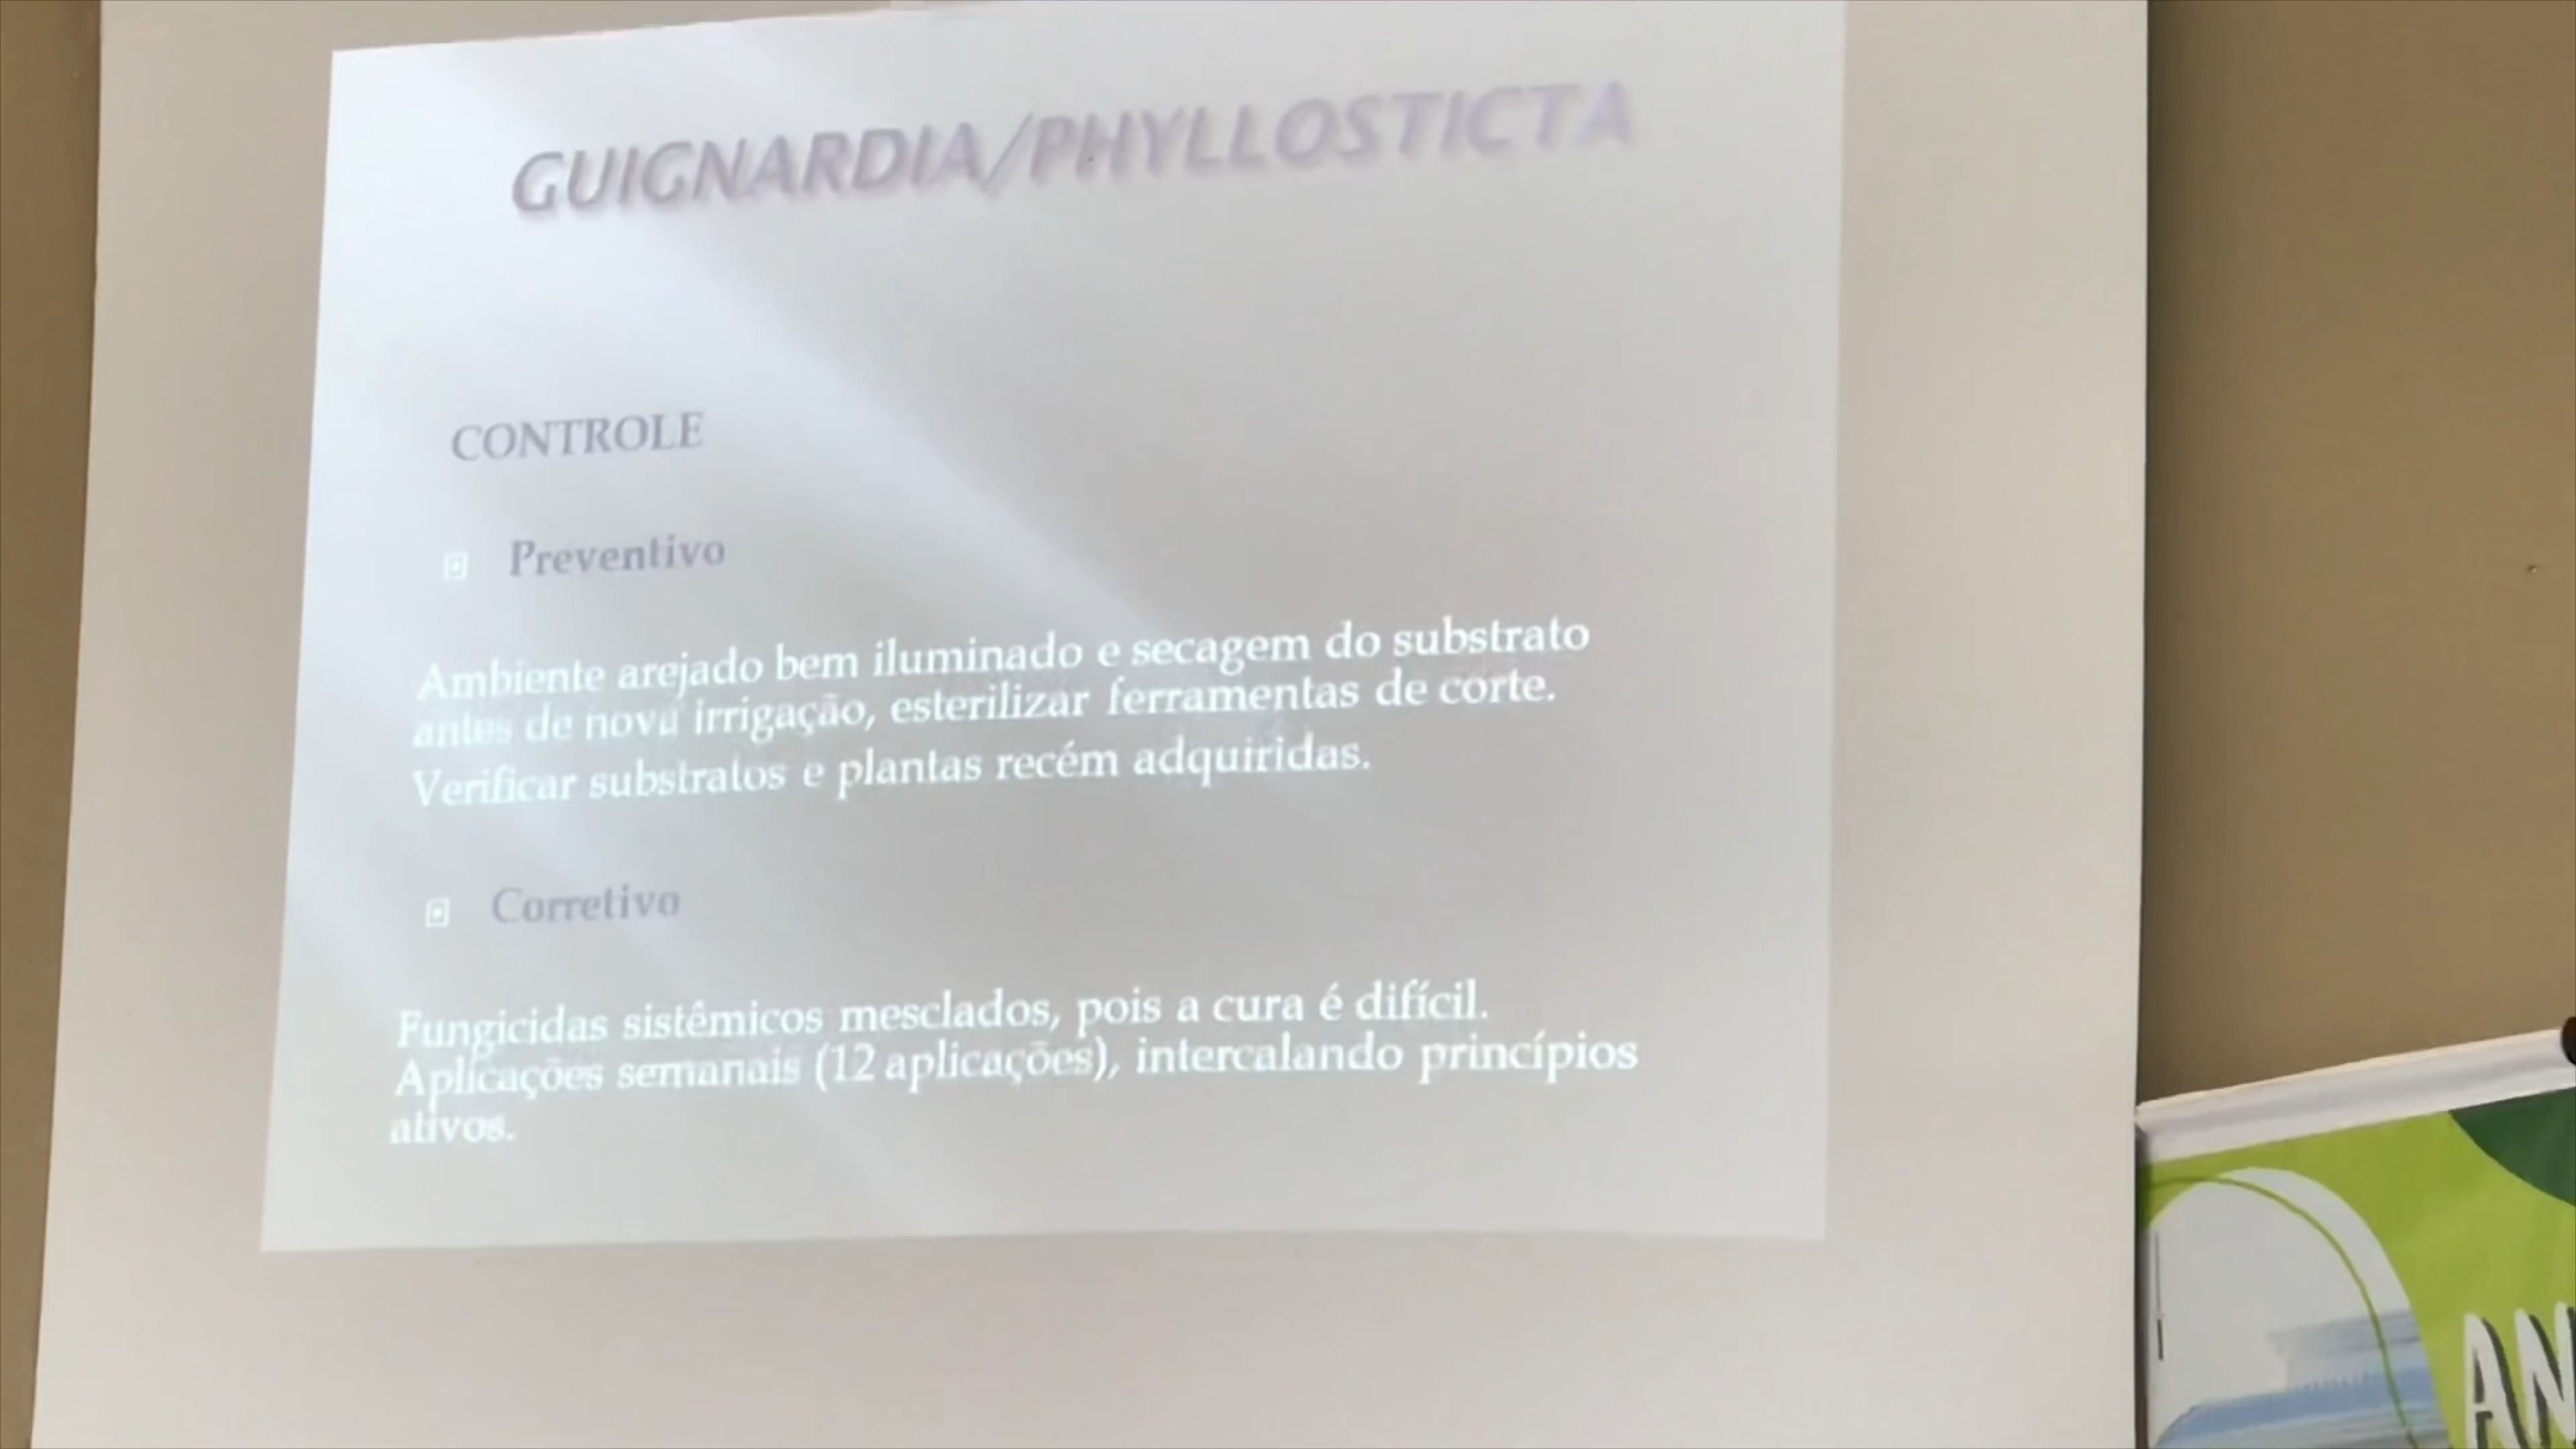 GUIGNARDIA/PHYLLOSTICTA
CONTROLE
Preventivo
Ambiente arejado bem iluminado e secagem do substrato
antes de nova irrigação, esterilizar ferramentas de corte.
Verificar substratos e plantas recém adquiridas.
Corretivo
Fungicidas sistêmicos mesclados, pois a cura é difícil.
Aplicações semanais (12 aplicações), intercalando princípios
ativos.
AN